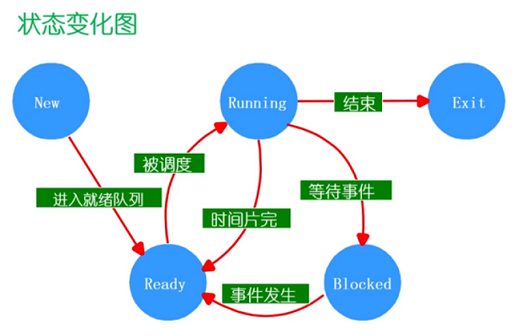 状态变化图
New
Running
结束
Exit
被调度
进入就绪队列
等待事件
时间片完
Ready
事件发生
Blocked